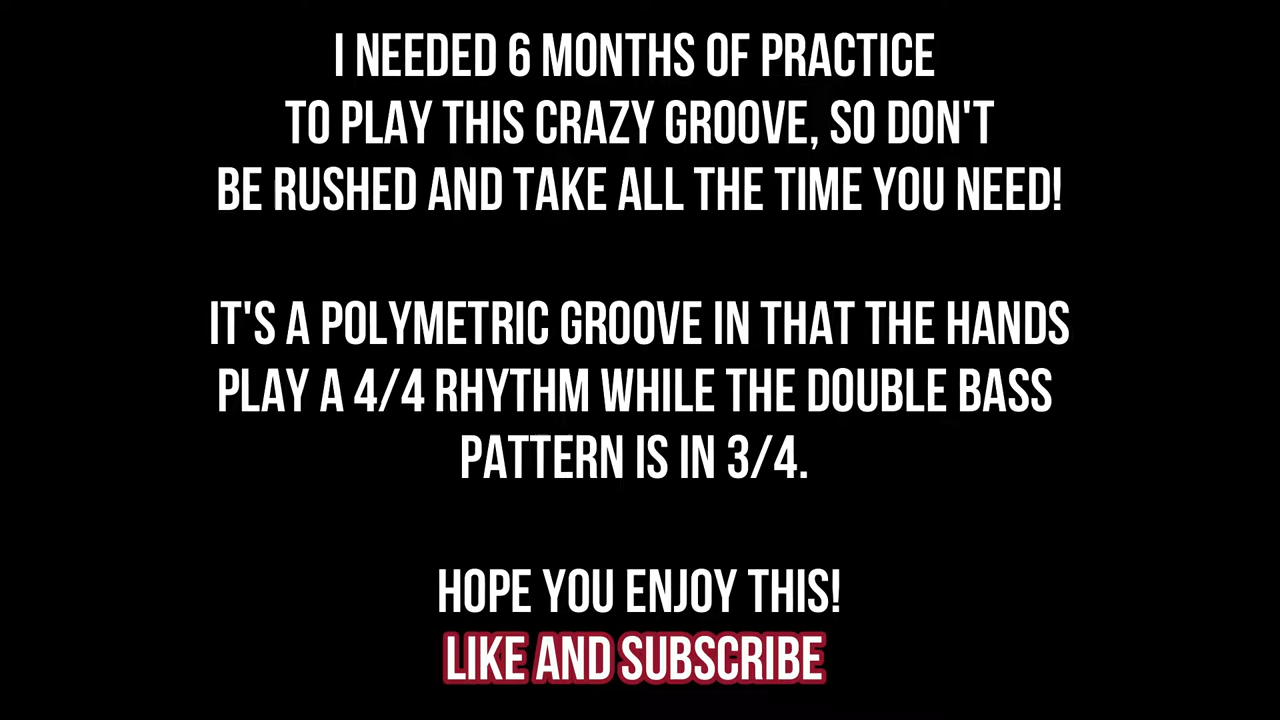 I NEEDED 6 MONTHS OF PRACTICE
TO PLAY THIS CRAZY GROOVE, SO DON'T
BE RUSHED AND TAKE ALL THE TIME YOU NEED!
IT'S A POLYMETRIC GROOVE IN THAT THE HANDS
PLAY A 4/4 RHYTHM WHILE THE DOUBLE BASS
PATTERN IS IN 3/4.
HOPE YOU ENJOY THIS!
LIKE AND SUBSCRIBE